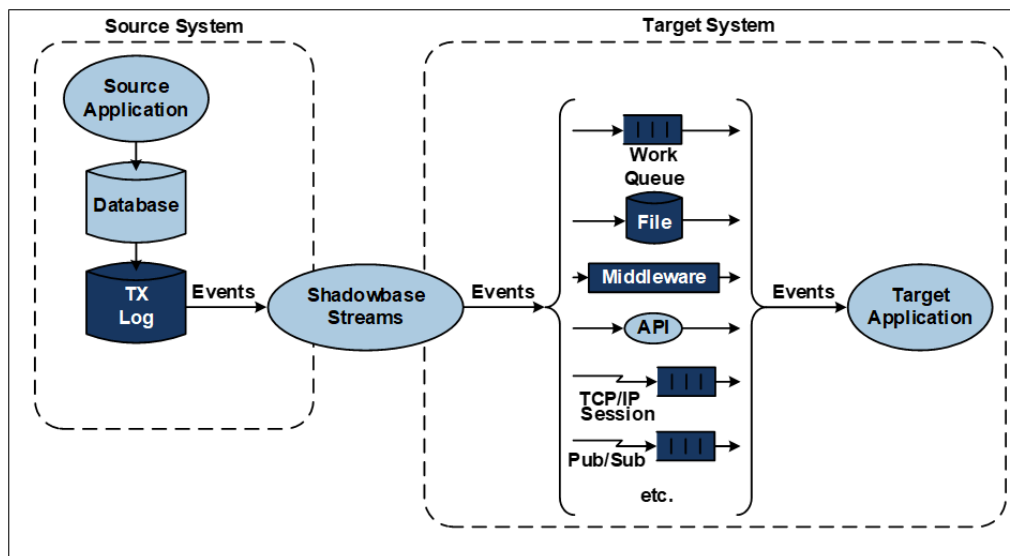 Source System
Target System
Source
Application
Database
TX
Log
Events
Shadowbase
Streams
Events
Work
Queue
File
Middleware
API
TCP/IP
Session
Pub/Sub
etc.
Events
Target
Application